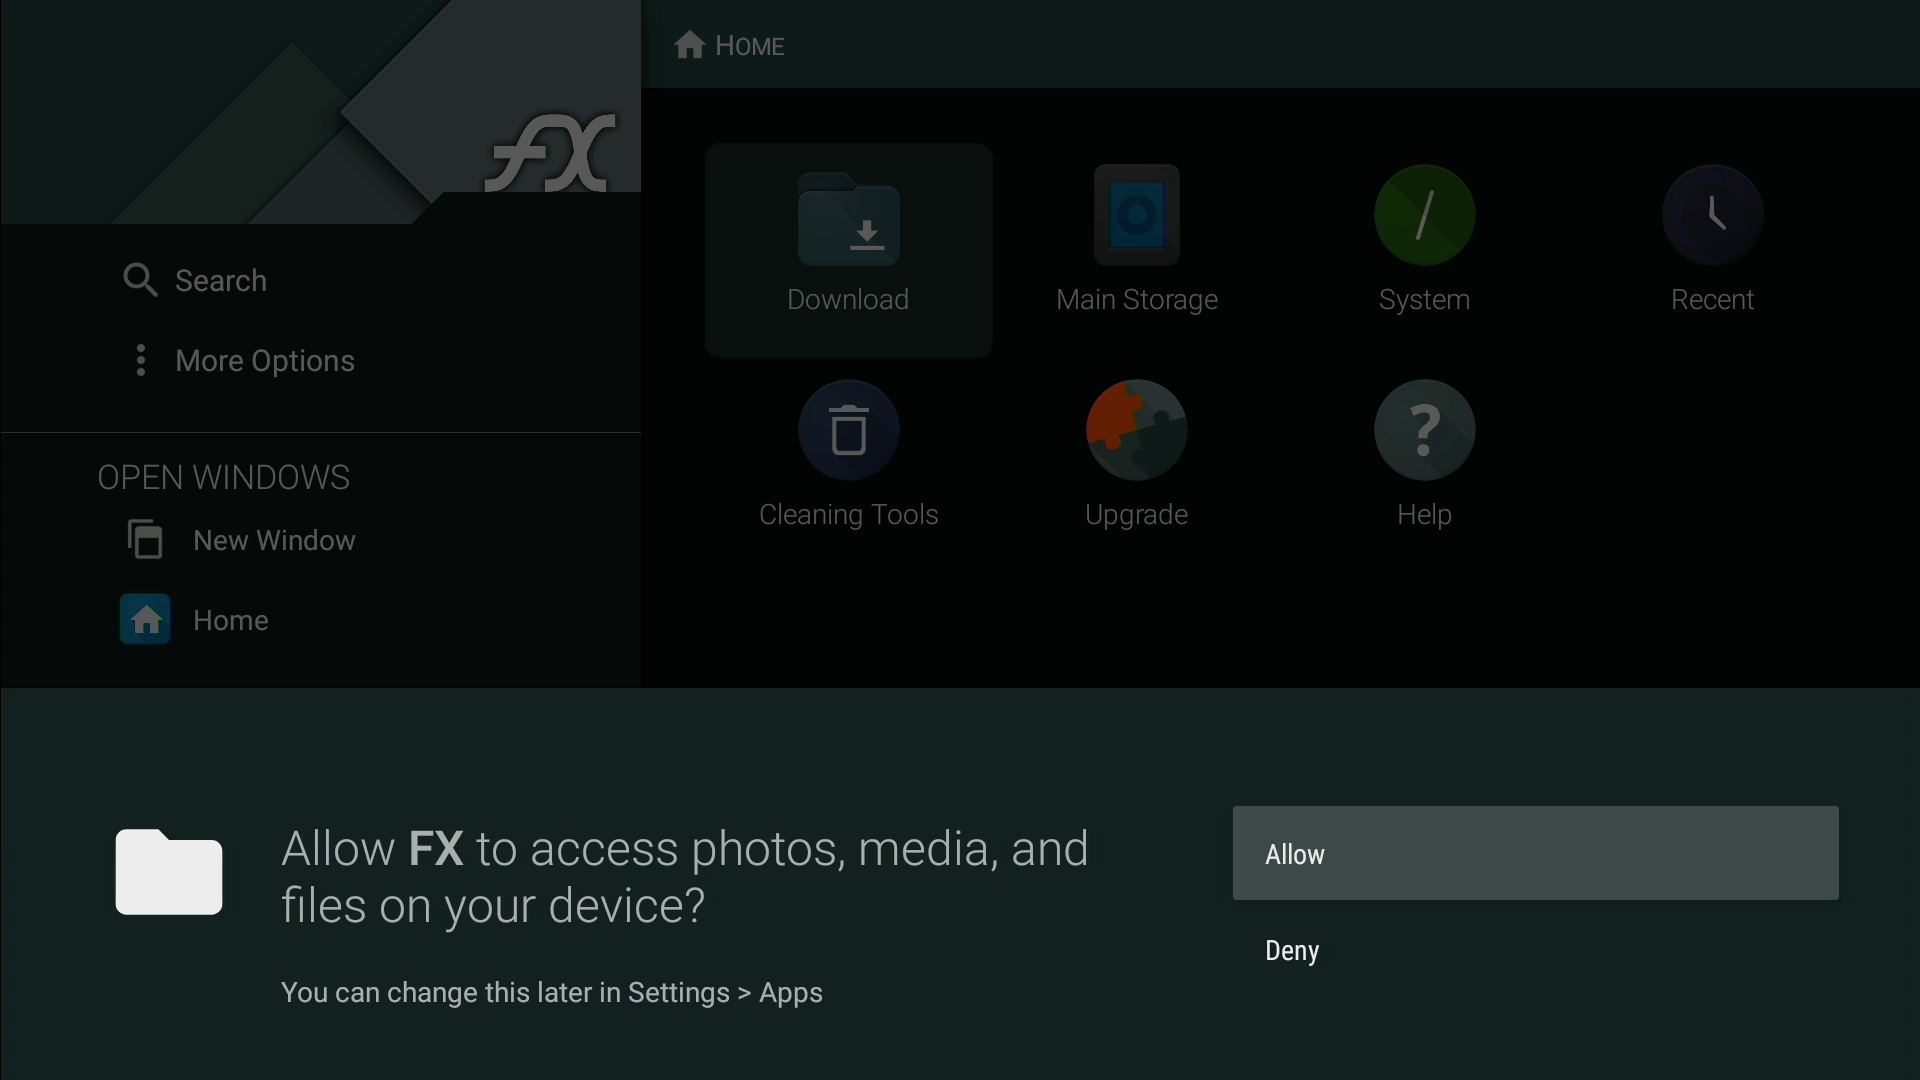 FX
HOME
Search
More Options
OPEN WINDOWS
New Window
Home
Download
Main Storage
System
Recent
Cleaning Tools
Upgrade
Help
Allow FX to access photos, media, and
files on your device?
You can change this later in Settings > Apps
Allow
Deny